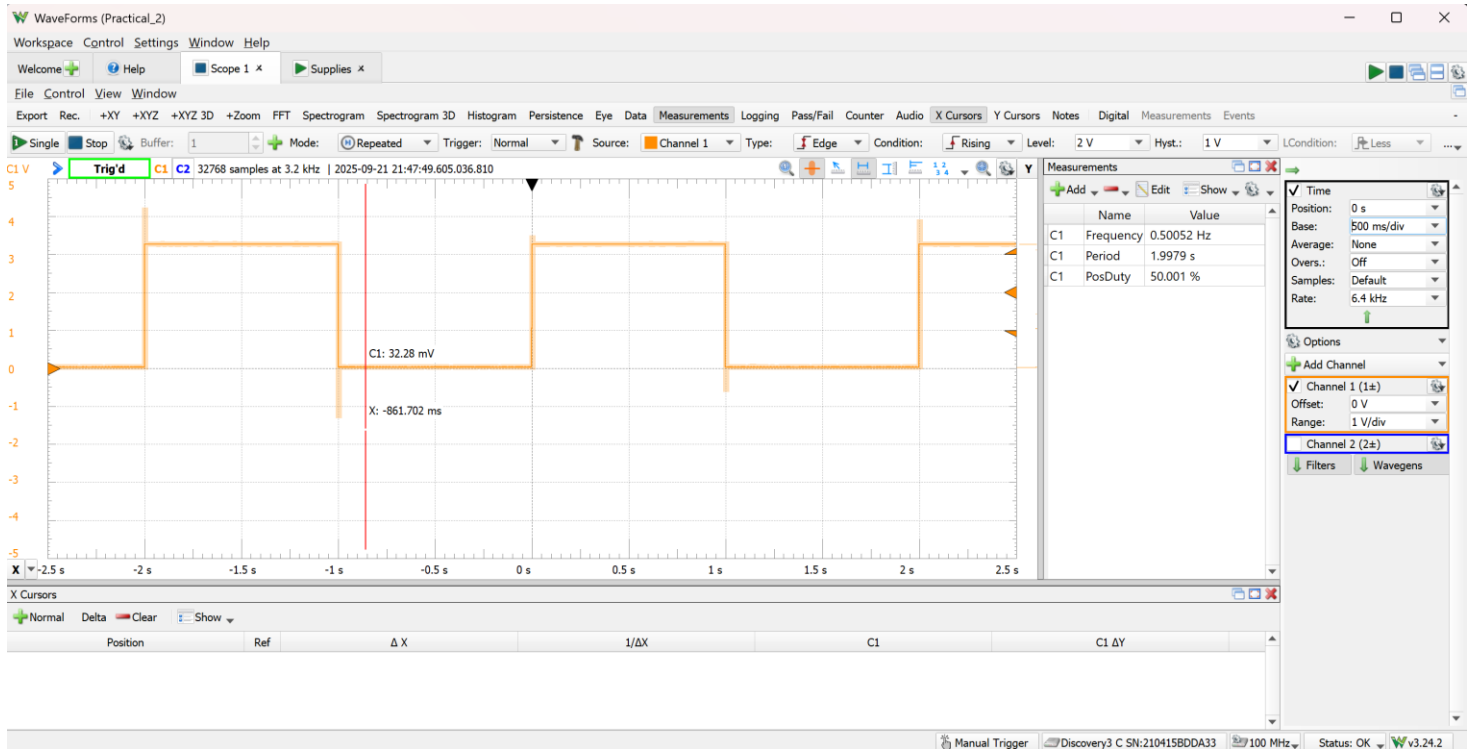 WaveForms (Practical_2)
Workspace Control Settings Window Help
Welcome Help Scope 1 Supplies
File Control View Window
Export Rec. +XY +XYZ +XYZ 3D +Zoom FFT Spectrogram Spectrogram 3D Histogram Persistence Eye Data Measurements Logging Pass/Fail Counter Audio X Cursors Y Cursors Notes Digital Measurements Events
Single Stop Buffer: 1 Mode: Repeated Trigger: Normal Source: Channel 1 Type: Edge Condition: Rising Level: 2 V Hyst.: 1 V LCondition: Less ...
C1 V Trig'd C1 C2 32768 samples at 3.2 kHz | 2025-09-21 21:47:49.605.036.810 Y
5
4
3
2
1
0
-1
-2
-3
-4
-5
C1: 32.28 mV
X: -861.702 ms
X -2.5 s -2 s -1.5 s -1 s -0.5 s 0 s 0.5 s 1 s 1.5 s 2 s 2.5 s
Measurements
Add Edit Show
Name Value
C1 Frequency 0.50052 Hz
C1 Period 1.9979 s
C1 PosDuty 50.001 %
Time
Position: 0 s
Base: 500 ms/div
Average: None
Overs.: Off
Samples: Default
Rate: 6.4 kHz
Options
Add Channel
Channel 1 (1±)
Offset: 0 V
Range: 1 V/div
Channel 2 (2±)
Filters Wavegens
X Cursors
Normal Delta Clear Show
Position Ref Δ X 1/ΔX C1 C1 ΔY
Manual Trigger Discovery3 C SN:210415BDDA33 100 MHz Status: OK v3.24.2